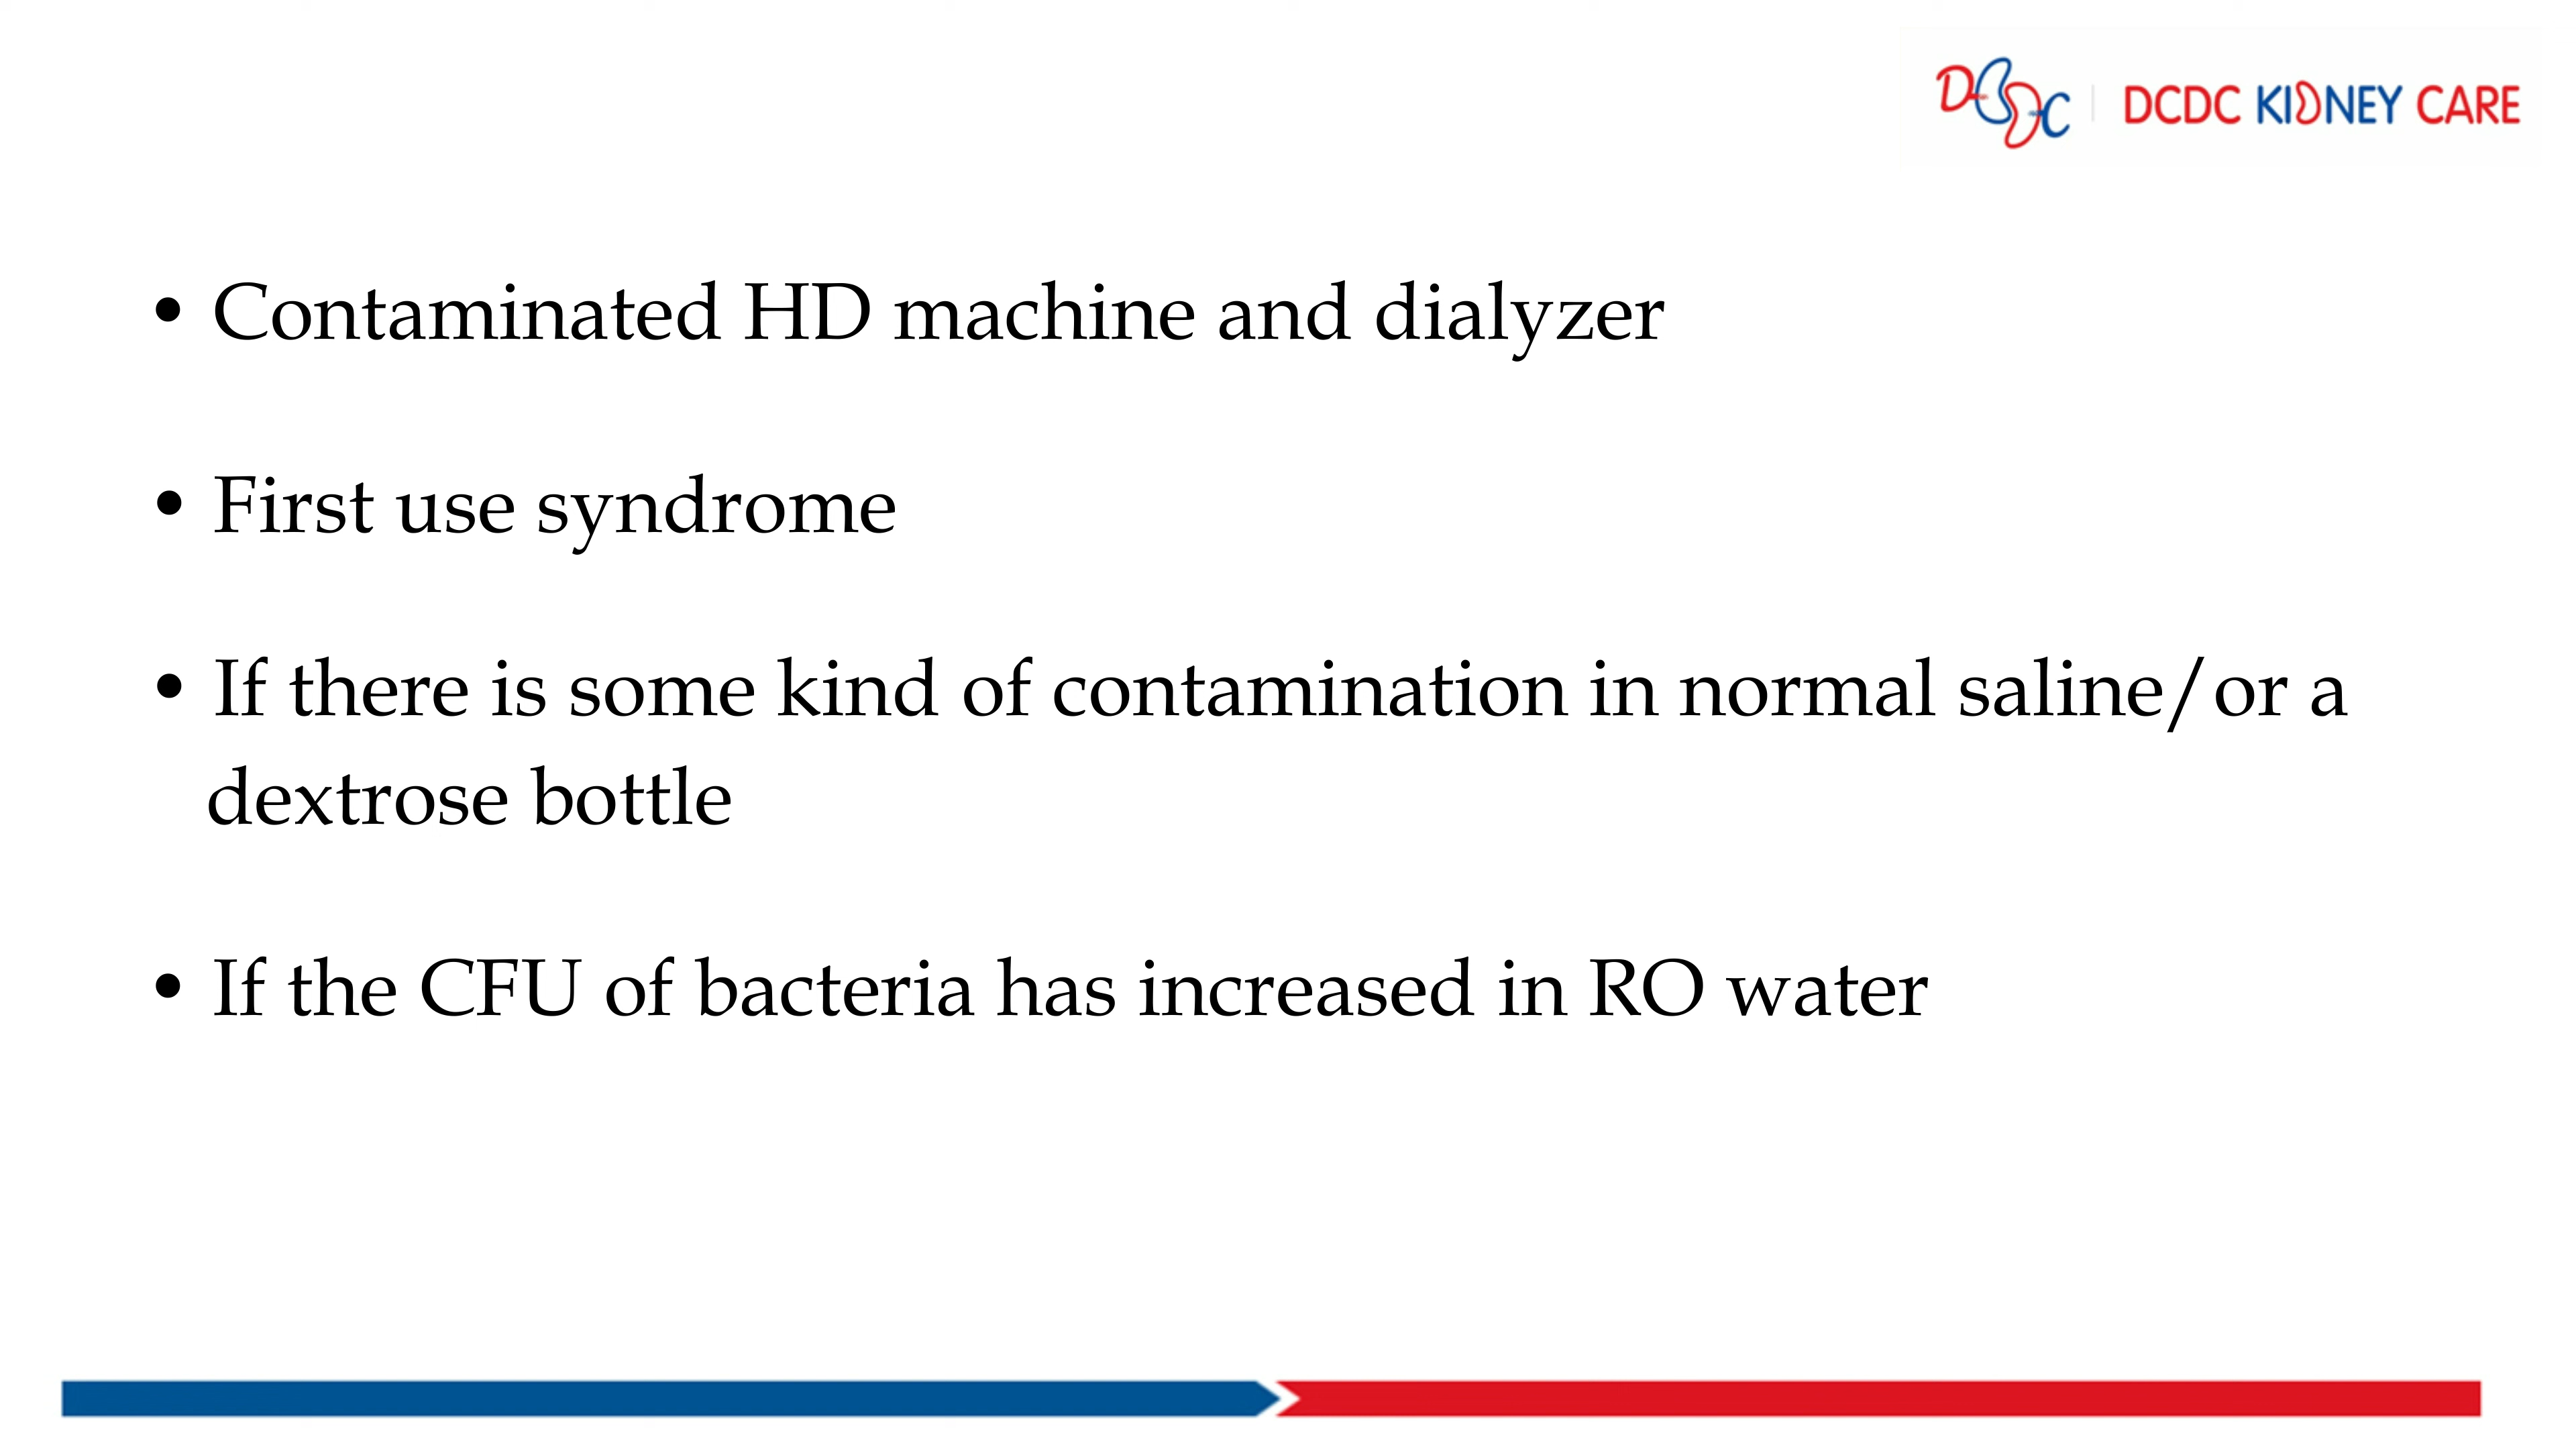 DCDC | DCDC KIDNEY CARE
• Contaminated HD machine and dialyzer
• First use syndrome
• If there is some kind of contamination in normal saline/or a
dextrose bottle
• If the CFU of bacteria has increased in RO water